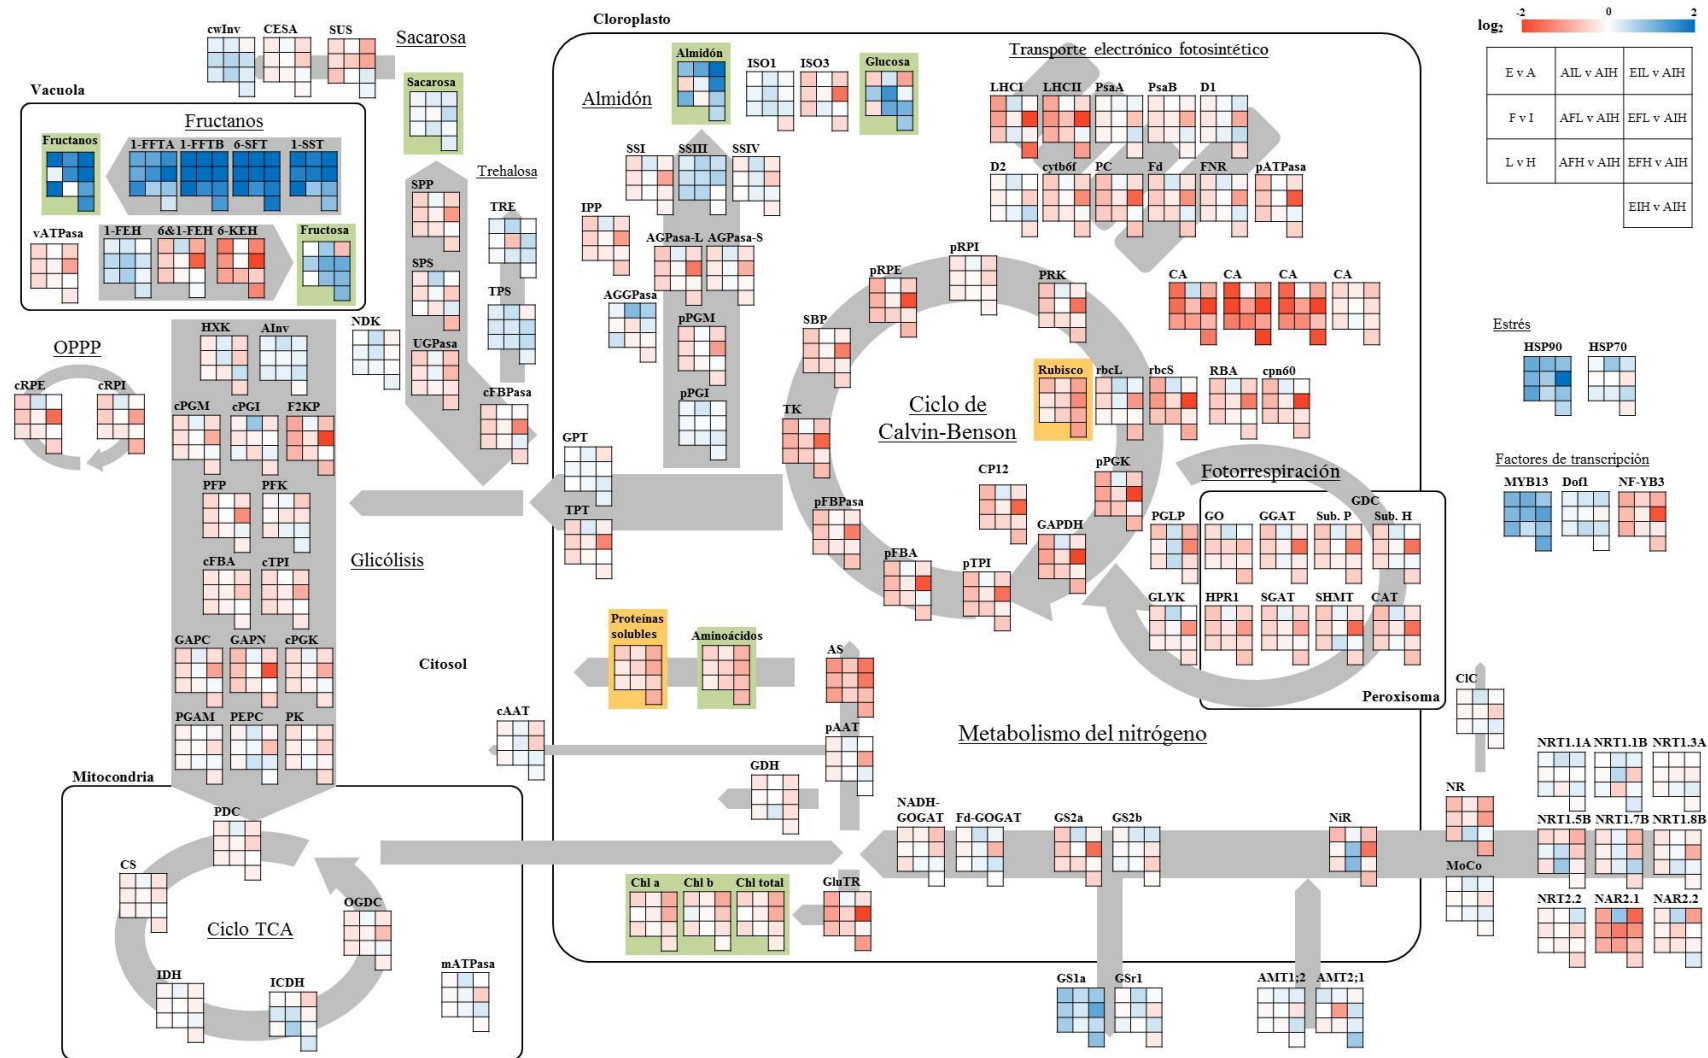 Cloroplasto
log2 -2 0 2
E v A AIL v AIH EIL v AIH
F v I AFL v AIH EFL v AIH
L v H AFH v AIH EFH v AIH
EIH v AIH
cwInv CESA SUS
Sacarosa
Sacarosa
Vacuola
Fructanos
Fructanos
1-FFTA 1-FFTB 6-SFT 1-SST
vATPasa
1-FEH 6&1-FEH 6-KEH
Fructosa
Almidón
Almidón
ISO1 ISO3
Glucosa
SSI SSIII SSIV
IPP
AGPasa-L AGPasa-S
AGGPasa
pPGM
pPGI
Transporte electrónico fotosintético
LHCI LHCII PsaA PsaB D1
D2 cytb6f PC Fd FNR pATPasa
Trehalosa
SPP
TRE
SPS
TPS
NDK
UGPasa
cFBPasa
OPPP
cRPE cRPI
HXK AInv
cPGM cPGI F2KP
PFP PFK
cFBA cTPI
GAPC GAPN cPGK
PGAM PEPC PK
Glicólisis
Citosol
GPT
TPT
Ciclo de
Calvin-Benson
pRPI
pRPE
PRK
SBP
TK
pFBPasa
pFBA
pTPI
GAPDH
CP12
pPGK
CA CA CA CA
Rubisco
rbcL rbcS RBA cpn60
Fotorrespiración
GDC
PGLP GO GGAT Sub. P Sub. H
GLYK HPR1 SGAT SHMT CAT
Peroxisoma
Estrés
HSP90 HSP70
Factores de transcripción
MYB13 Dof1 NF-YB3
Proteínas
solubles
Aminoácidos
AS
cAAT
pAAT
GDH
Metabolismo del nitrógeno
NADH-
GOGAT
Fd-GOGAT GS2a GS2b
NiR
ClC
NR
MoCo
NRT1.1A NRT1.1B NRT1.3A
NRT1.5B NRT1.7B NRT1.8B
NRT2.2 NAR2.1 NAR2.2
Chl a Chl b Chl total
GluTR
GS1a GSr1
AMT1;2 AMT2;1
Mitocondria
PDC
CS
OGDC
Ciclo TCA
IDH
ICDH
mATPasa